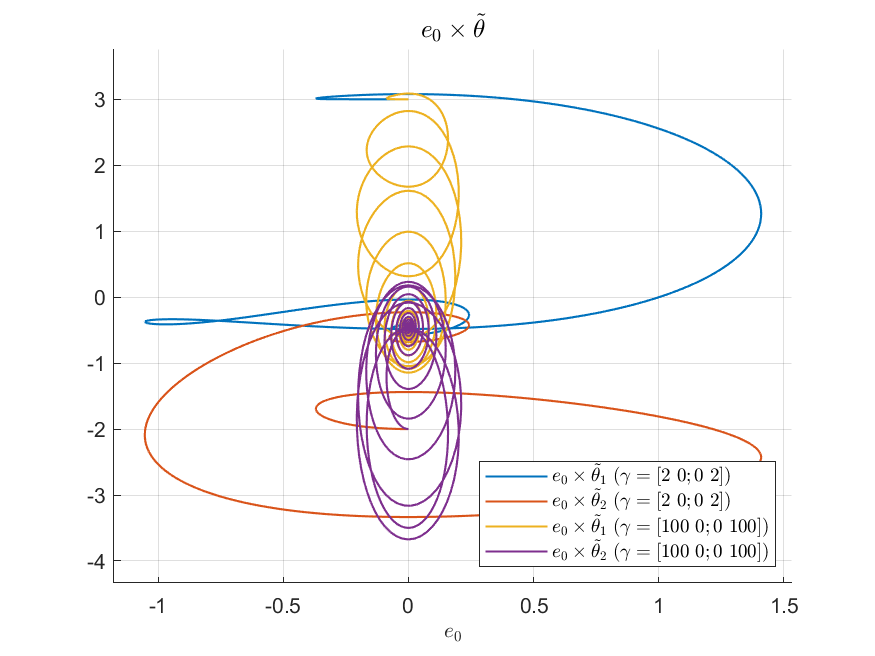 e₀ × θ̃
3
2
1
0
-1
-2
-3
-4
e₀ × θ̃₁ (γ = [2 0; 0 2])
e₀ × θ̃₂ (γ = [2 0; 0 2])
e₀ × θ̃₁ (γ = [100 0; 0 100])
e₀ × θ̃₂ (γ = [100 0; 0 100])
-1 -0.5 0 0.5 1 1.5
e₀